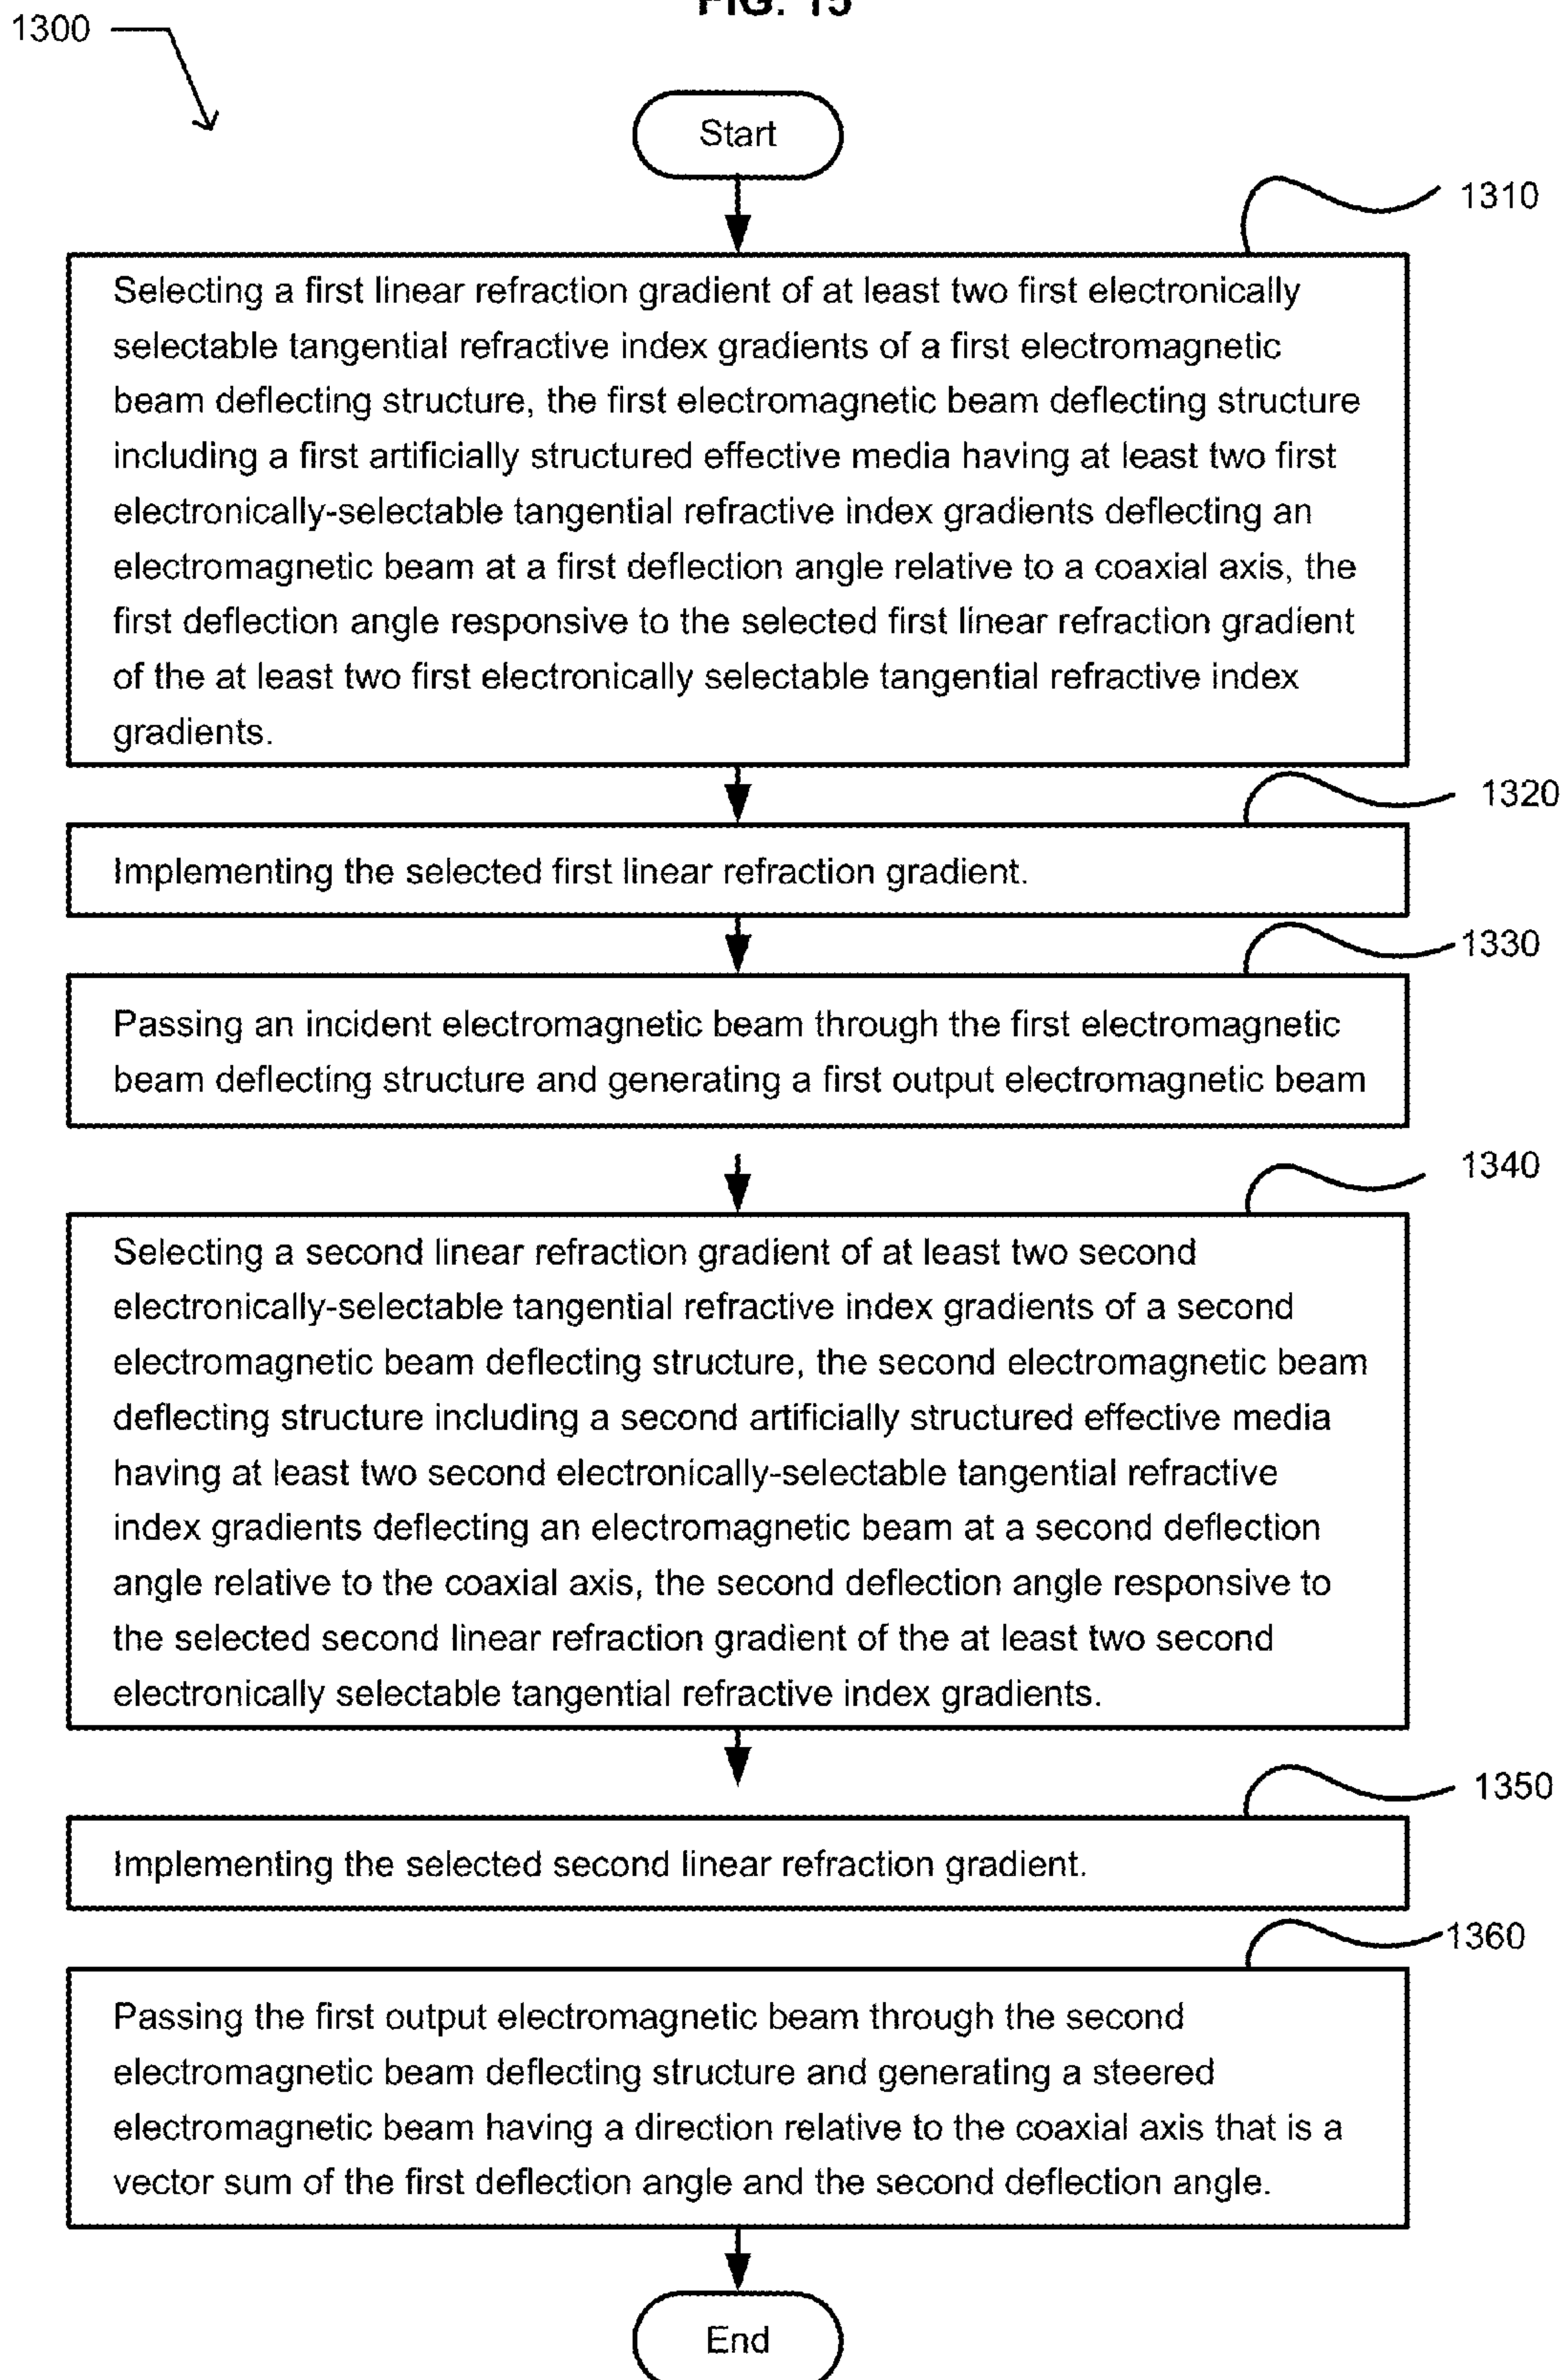 FIG. 15
1300
Start
1310
Selecting a first linear refraction gradient of at least two first electronically
selectable tangential refractive index gradients of a first electromagnetic
beam deflecting structure, the first electromagnetic beam deflecting structure
including a first artificially structured effective media having at least two first
electronically-selectable tangential refractive index gradients deflecting an
electromagnetic beam at a first deflection angle relative to a coaxial axis, the
first deflection angle responsive to the selected first linear refraction gradient
of the at least two first electronically selectable tangential refractive index
gradients.
1320
Implementing the selected first linear refraction gradient.
1330
Passing an incident electromagnetic beam through the first electromagnetic
beam deflecting structure and generating a first output electromagnetic beam
1340
Selecting a second linear refraction gradient of at least two second
electronically-selectable tangential refractive index gradients of a second
electromagnetic beam deflecting structure, the second electromagnetic beam
deflecting structure including a second artificially structured effective media
having at least two second electronically-selectable tangential refractive
index gradients deflecting an electromagnetic beam at a second deflection
angle relative to the coaxial axis, the second deflection angle responsive to
the selected second linear refraction gradient of the at least two second
electronically selectable tangential refractive index gradients.
1350
Implementing the selected second linear refraction gradient.
1360
Passing the first output electromagnetic beam through the second
electromagnetic beam deflecting structure and generating a steered
electromagnetic beam having a direction relative to the coaxial axis that is a
vector sum of the first deflection angle and the second deflection angle.
End